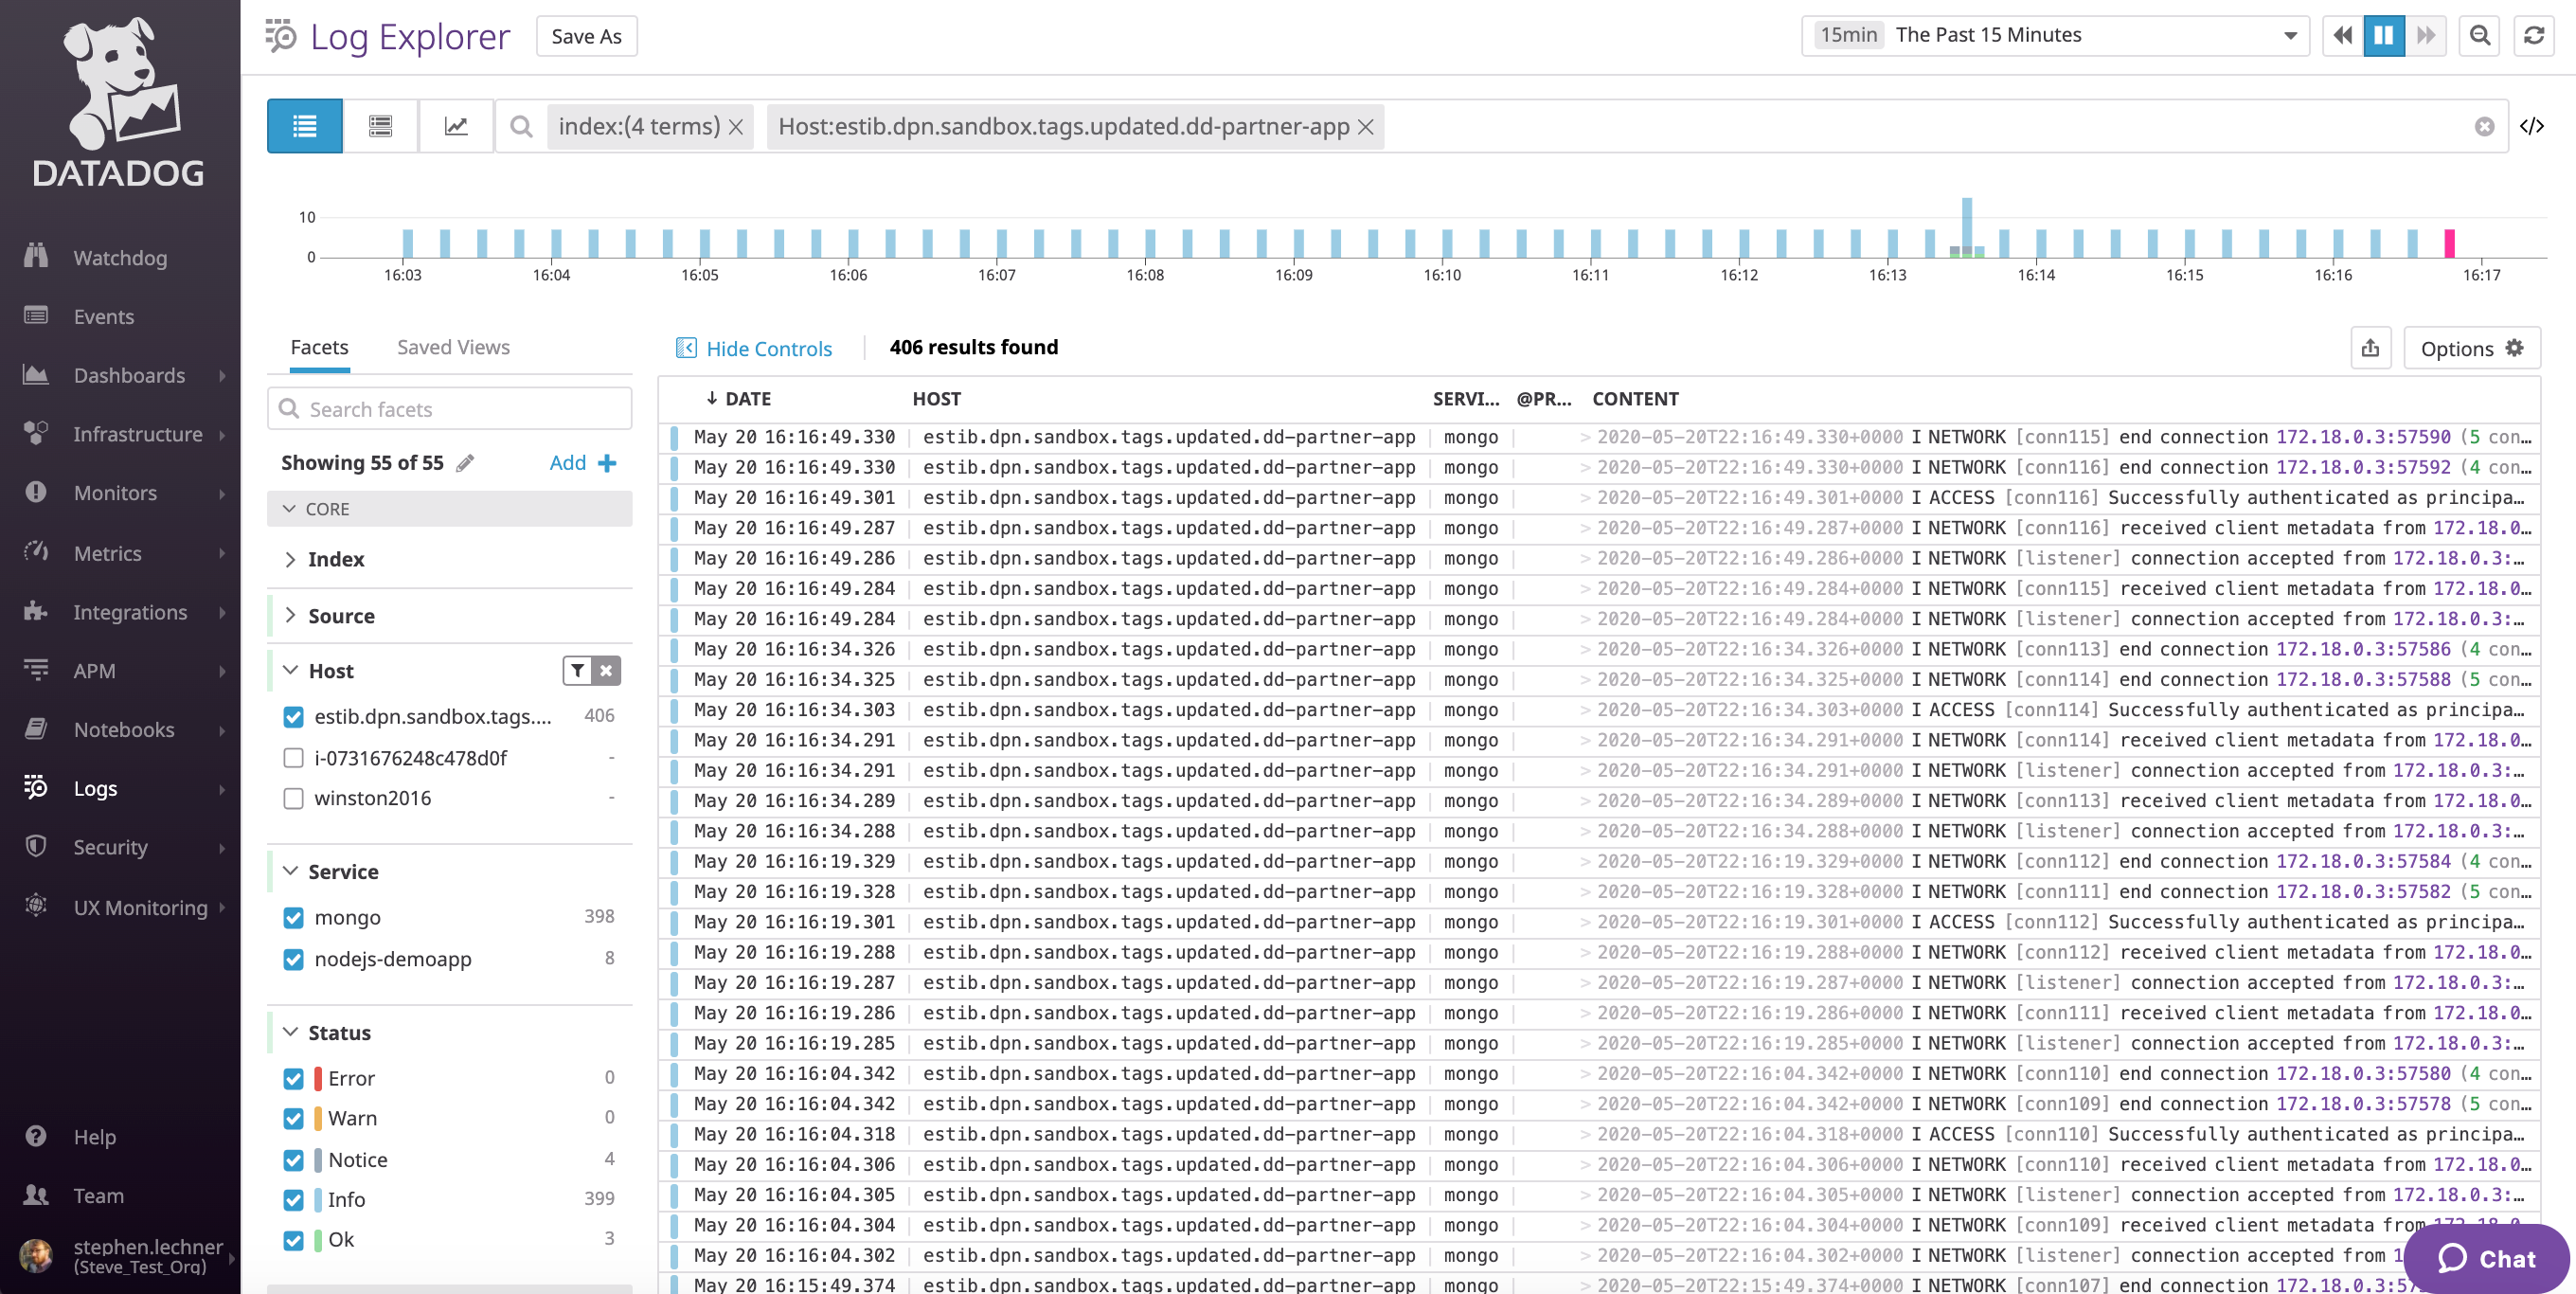 DATADOG
Watchdog
Events
Dashboards
Infrastructure
Monitors
Metrics
Integrations
APM
Notebooks
Logs
Security
UX Monitoring
Help
Team
stephen.lechner
(Steve_Test_Org)
Log Explorer
Save As
15min The Past 15 Minutes
index:(4 terms)
Host:estib.dpn.sandbox.tags.updated.dd-partner-app
</>
10
0
16:03 16:04 16:05 16:06 16:07 16:08 16:09 16:10 16:11 16:12 16:13 16:14 16:15 16:16 16:17
Facets Saved Views
Search facets
Showing 55 of 55 Add
CORE
Index
Source
Host
estib.dpn.sandbox.tags.... 406
i-0731676248c478d0f -
winston2016 -
Service
mongo 398
nodejs-demoapp 8
Status
Error 0
Warn 0
Notice 4
Info 399
Ok 3
Hide Controls 406 results found
Options
DATE HOST SERVI... @PR... CONTENT
May 20 16:16:49.330 estib.dpn.sandbox.tags.updated.dd-partner-app mongo > 2020-05-20T22:16:49.330+0000 I NETWORK [conn115] end connection 172.18.0.3:57590 (5 con…
May 20 16:16:49.330 estib.dpn.sandbox.tags.updated.dd-partner-app mongo > 2020-05-20T22:16:49.330+0000 I NETWORK [conn116] end connection 172.18.0.3:57592 (4 con…
May 20 16:16:49.301 estib.dpn.sandbox.tags.updated.dd-partner-app mongo > 2020-05-20T22:16:49.301+0000 I ACCESS [conn116] Successfully authenticated as principa…
May 20 16:16:49.287 estib.dpn.sandbox.tags.updated.dd-partner-app mongo > 2020-05-20T22:16:49.287+0000 I NETWORK [conn116] received client metadata from 172.18.0…
May 20 16:16:49.286 estib.dpn.sandbox.tags.updated.dd-partner-app mongo > 2020-05-20T22:16:49.286+0000 I NETWORK [listener] connection accepted from 172.18.0.3:…
May 20 16:16:49.284 estib.dpn.sandbox.tags.updated.dd-partner-app mongo > 2020-05-20T22:16:49.284+0000 I NETWORK [conn115] received client metadata from 172.18.0…
May 20 16:16:49.284 estib.dpn.sandbox.tags.updated.dd-partner-app mongo > 2020-05-20T22:16:49.284+0000 I NETWORK [listener] connection accepted from 172.18.0.3:…
May 20 16:16:34.326 estib.dpn.sandbox.tags.updated.dd-partner-app mongo > 2020-05-20T22:16:34.326+0000 I NETWORK [conn113] end connection 172.18.0.3:57586 (4 con…
May 20 16:16:34.325 estib.dpn.sandbox.tags.updated.dd-partner-app mongo > 2020-05-20T22:16:34.325+0000 I NETWORK [conn114] end connection 172.18.0.3:57588 (5 con…
May 20 16:16:34.303 estib.dpn.sandbox.tags.updated.dd-partner-app mongo > 2020-05-20T22:16:34.303+0000 I ACCESS [conn114] Successfully authenticated as principa…
May 20 16:16:34.291 estib.dpn.sandbox.tags.updated.dd-partner-app mongo > 2020-05-20T22:16:34.291+0000 I NETWORK [conn114] received client metadata from 172.18.0…
May 20 16:16:34.291 estib.dpn.sandbox.tags.updated.dd-partner-app mongo > 2020-05-20T22:16:34.291+0000 I NETWORK [listener] connection accepted from 172.18.0.3:…
May 20 16:16:34.289 estib.dpn.sandbox.tags.updated.dd-partner-app mongo > 2020-05-20T22:16:34.289+0000 I NETWORK [conn113] received client metadata from 172.18.0…
May 20 16:16:34.288 estib.dpn.sandbox.tags.updated.dd-partner-app mongo > 2020-05-20T22:16:34.288+0000 I NETWORK [listener] connection accepted from 172.18.0.3:…
May 20 16:16:19.329 estib.dpn.sandbox.tags.updated.dd-partner-app mongo > 2020-05-20T22:16:19.329+0000 I NETWORK [conn112] end connection 172.18.0.3:57584 (4 con…
May 20 16:16:19.328 estib.dpn.sandbox.tags.updated.dd-partner-app mongo > 2020-05-20T22:16:19.328+0000 I NETWORK [conn111] end connection 172.18.0.3:57582 (5 con…
May 20 16:16:19.301 estib.dpn.sandbox.tags.updated.dd-partner-app mongo > 2020-05-20T22:16:19.301+0000 I ACCESS [conn112] Successfully authenticated as principa…
May 20 16:16:19.288 estib.dpn.sandbox.tags.updated.dd-partner-app mongo > 2020-05-20T22:16:19.288+0000 I NETWORK [conn112] received client metadata from 172.18.0…
May 20 16:16:19.287 estib.dpn.sandbox.tags.updated.dd-partner-app mongo > 2020-05-20T22:16:19.287+0000 I NETWORK [listener] connection accepted from 172.18.0.3:…
May 20 16:16:19.286 estib.dpn.sandbox.tags.updated.dd-partner-app mongo > 2020-05-20T22:16:19.286+0000 I NETWORK [conn111] received client metadata from 172.18.0…
May 20 16:16:19.285 estib.dpn.sandbox.tags.updated.dd-partner-app mongo > 2020-05-20T22:16:19.285+0000 I NETWORK [listener] connection accepted from 172.18.0.3:…
May 20 16:16:04.342 estib.dpn.sandbox.tags.updated.dd-partner-app mongo > 2020-05-20T22:16:04.342+0000 I NETWORK [conn110] end connection 172.18.0.3:57580 (4 con…
May 20 16:16:04.342 estib.dpn.sandbox.tags.updated.dd-partner-app mongo > 2020-05-20T22:16:04.342+0000 I NETWORK [conn109] end connection 172.18.0.3:57578 (5 con…
May 20 16:16:04.318 estib.dpn.sandbox.tags.updated.dd-partner-app mongo > 2020-05-20T22:16:04.318+0000 I ACCESS [conn110] Successfully authenticated as principa…
May 20 16:16:04.306 estib.dpn.sandbox.tags.updated.dd-partner-app mongo > 2020-05-20T22:16:04.306+0000 I NETWORK [conn110] received client metadata from 172.18.0…
May 20 16:16:04.305 estib.dpn.sandbox.tags.updated.dd-partner-app mongo > 2020-05-20T22:16:04.305+0000 I NETWORK [listener] connection accepted from 172.18.0.3:…
May 20 16:16:04.304 estib.dpn.sandbox.tags.updated.dd-partner-app mongo > 2020-05-20T22:16:04.304+0000 I NETWORK [conn109] received client metadata from
May 20 16:16:04.302 estib.dpn.sandbox.tags.updated.dd-partner-app mongo > 2020-05-20T22:16:04.302+0000 I NETWORK [listener] connection accepted from 1
May 20 16:15:49.374 estib.dpn.sandbox.tags.updated.dd-partner-app mongo > 2020-05-20T22:15:49.374+0000 I NETWORK [conn107] end connection 172.18.0.3:57
Chat